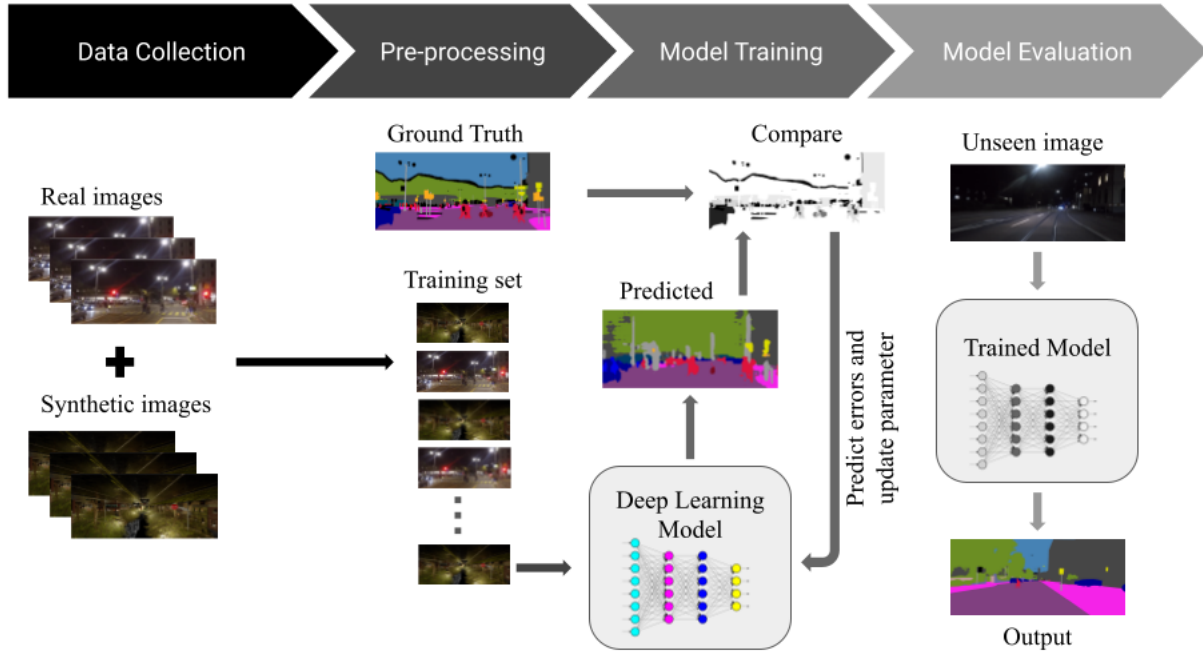 Data Collection
Pre-processing
Model Training
Model Evaluation
Real images
Synthetic images
Ground Truth
Training set
Compare
Predicted
Predict errors and
update parameter
Deep Learning
Model
Unseen image
Trained Model
Output